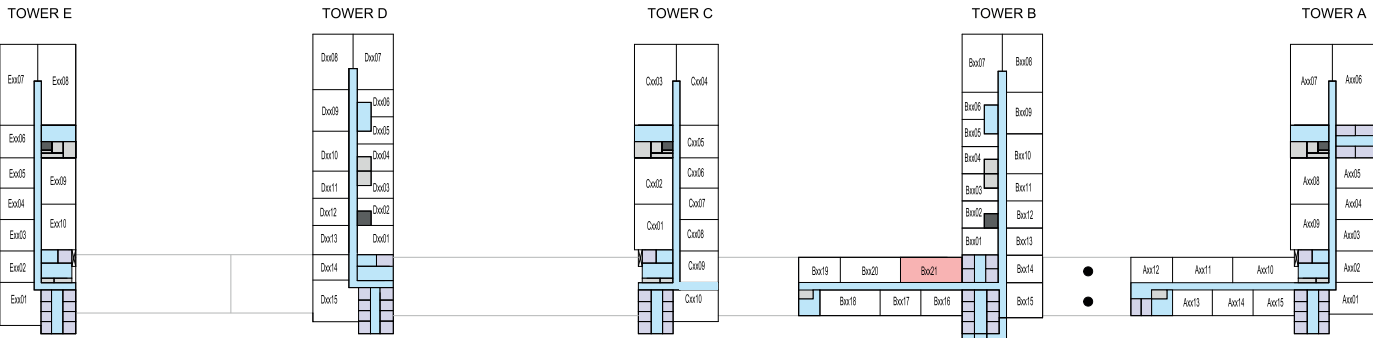 TOWER E
TOWER D
TOWER C
TOWER B
TOWER A
Exx07
Exx08
Exx06
Exx05
Exx09
Exx04
Exx10
Exx03
Exx02
Exx01
Dxx08
Dxx07
Dxx06
Dxx09
Dxx05
Dxx10
Dxx04
Dxx11
Dxx03
Dxx12
Dxx02
Dxx13
Dxx01
Dxx14
Dxx15
Cxx03
Cxx04
Cxx05
Cxx06
Cxx02
Cxx07
Cxx01
Cxx08
Cxx09
Cxx10
Bxx07
Bxx08
Bxx06
Bxx09
Bxx05
Bxx04
Bxx10
Bxx03
Bxx11
Bxx02
Bxx12
Bxx01
Bxx13
Bxx19
Bxx20
Bxx21
Bxx14
Bxx18
Bxx17
Bxx16
Bxx15
Axx07
Axx06
Axx05
Axx08
Axx04
Axx09
Axx03
Axx12
Axx11
Axx10
Axx02
Axx13
Axx14
Axx15
Axx01